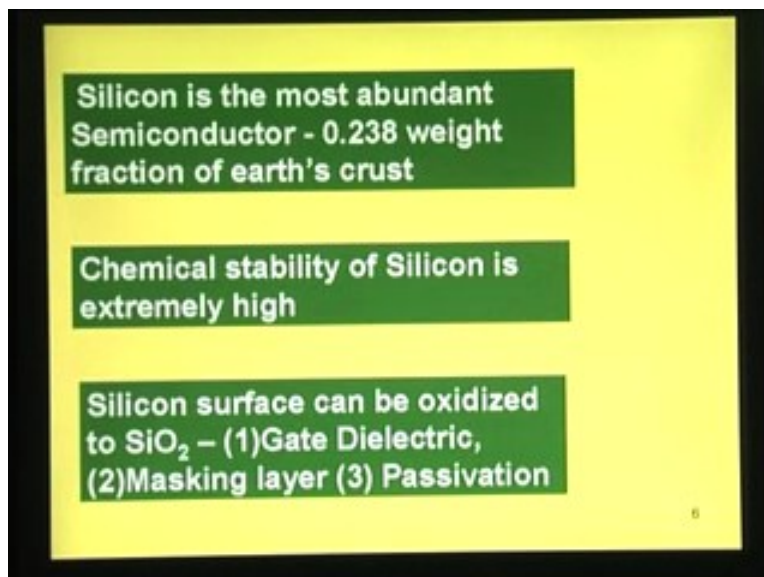 Silicon is the most abundant
Semiconductor - 0.238 weight
fraction of earth's crust
Chemical stability of Silicon is
extremely high
Silicon surface can be oxidized
to SiO₂ – (1)Gate Dielectric,
(2)Masking layer (3) Passivation
6